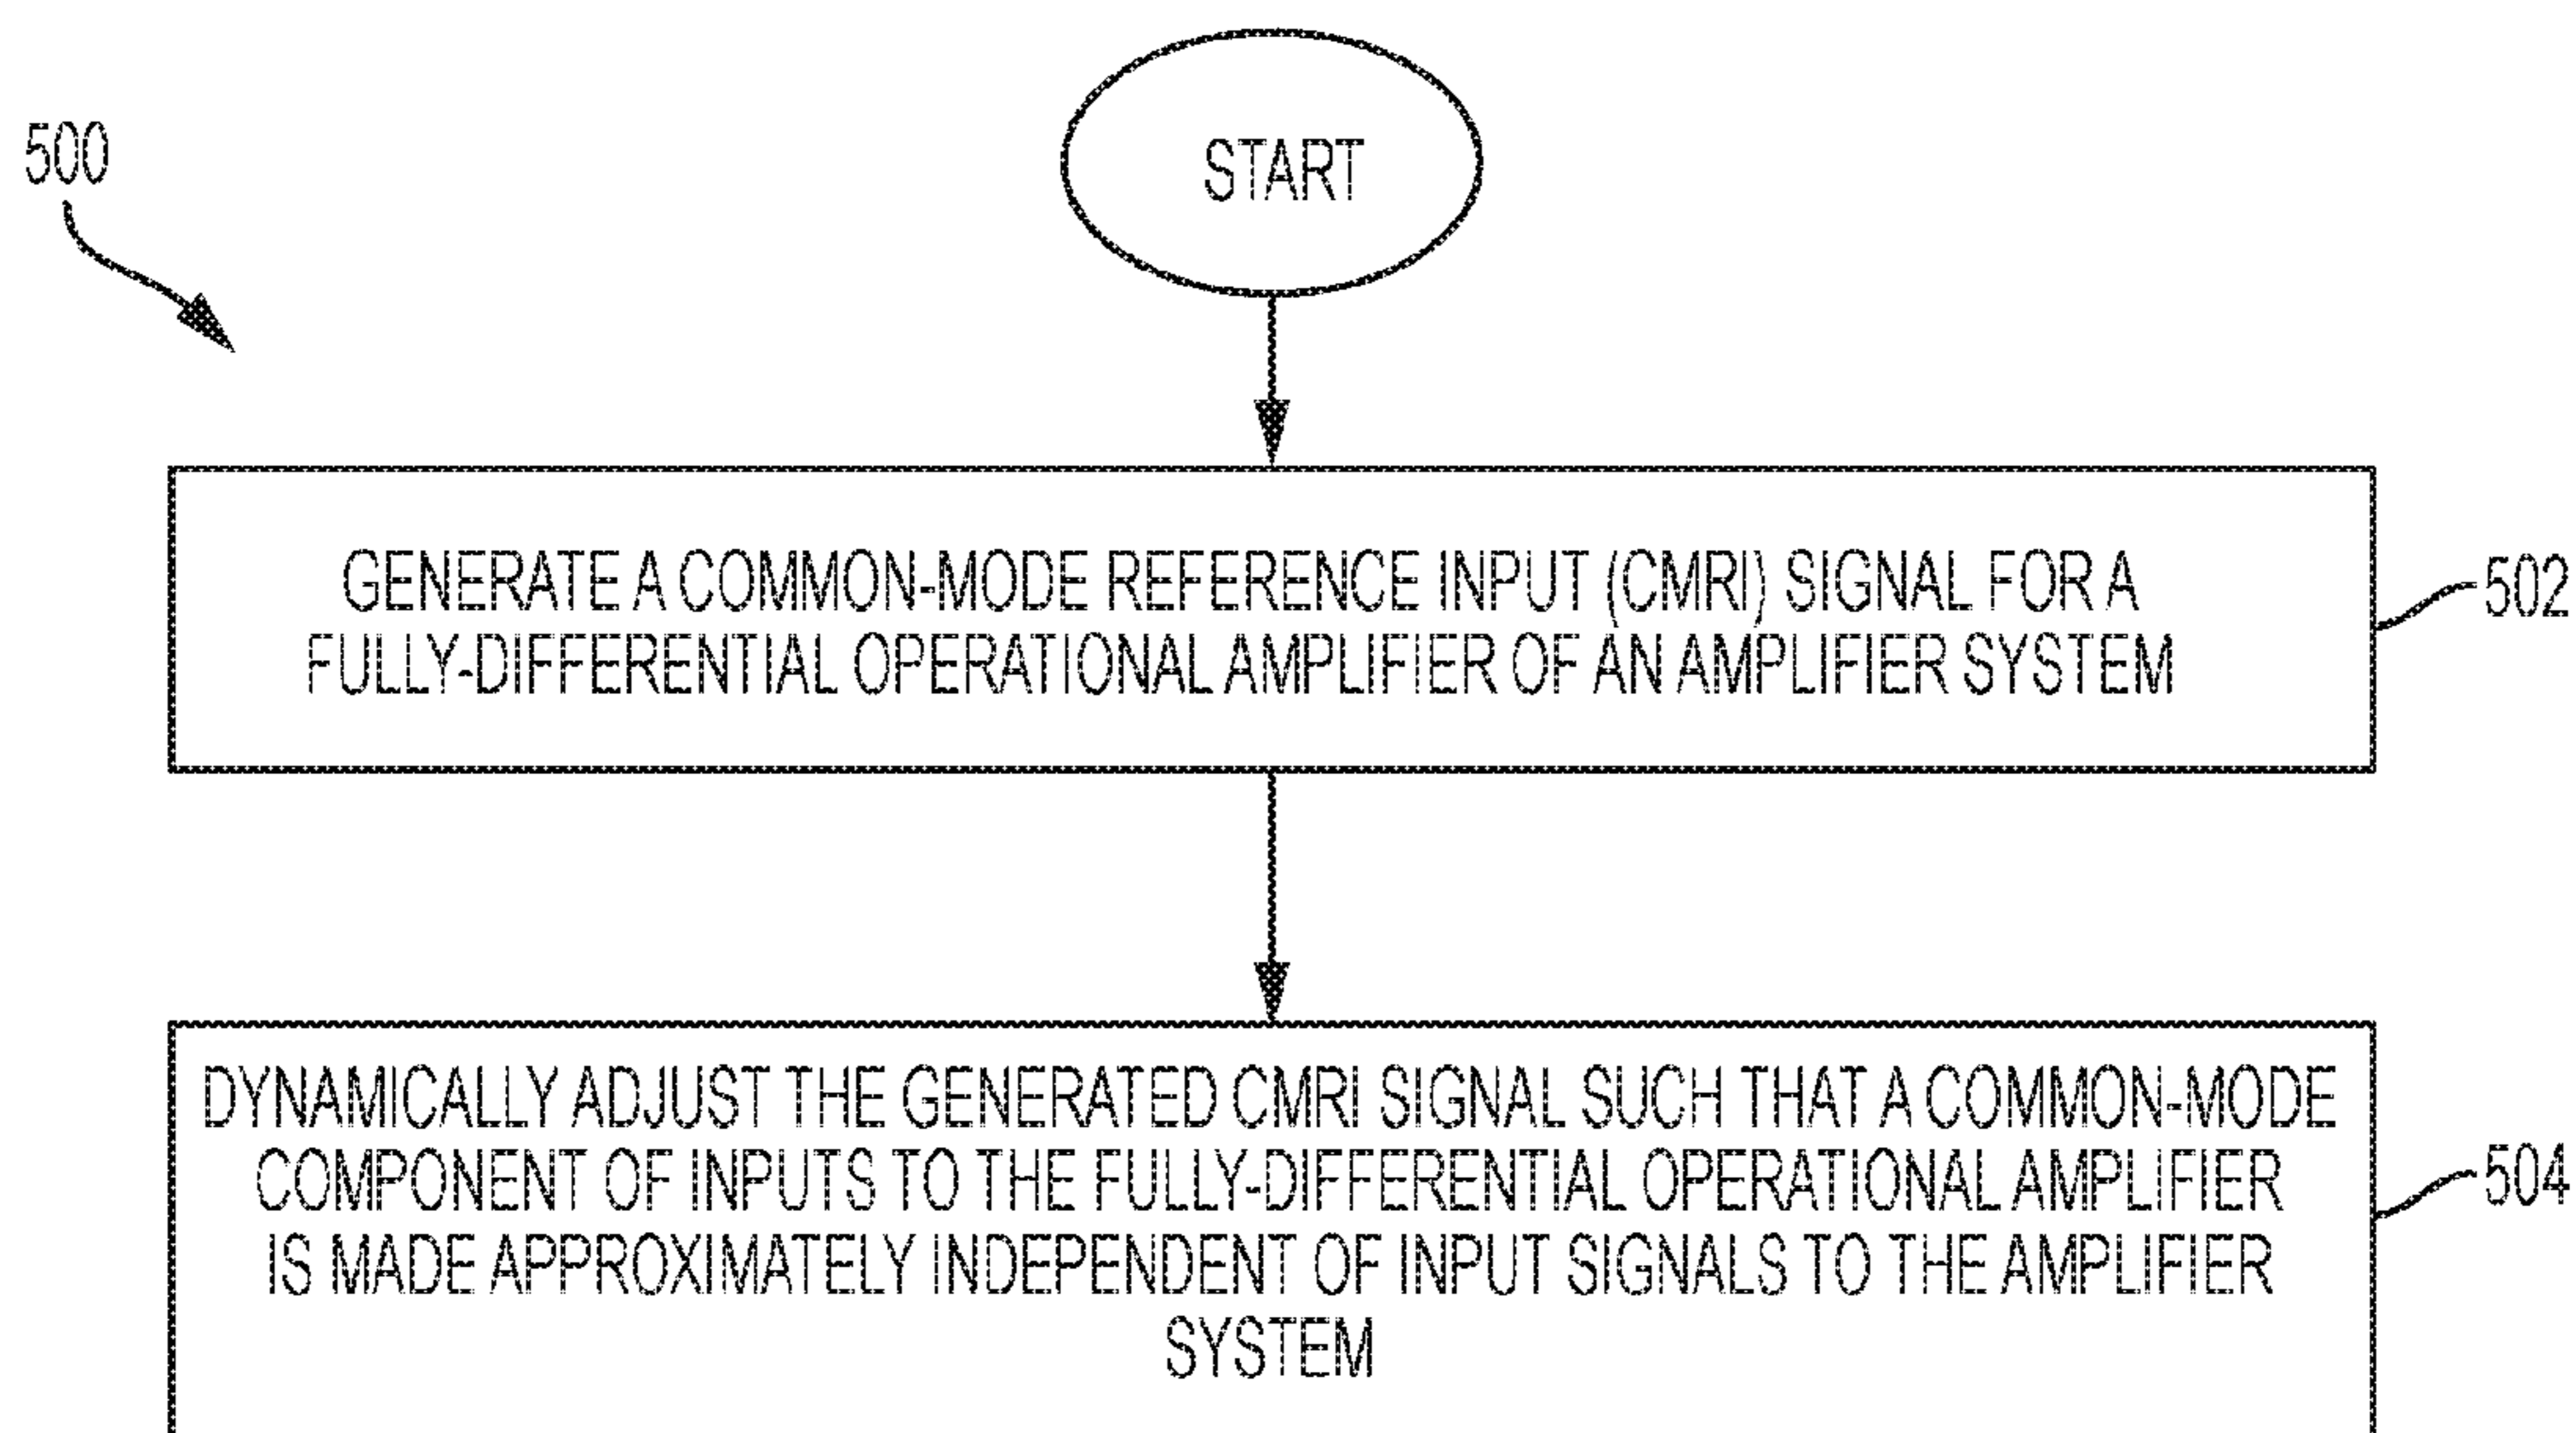 START
500
GENERATE A COMMON-MODE REFERENCE INPUT (CMRI) SIGNAL FOR A
FULLY-DIFFERENTIAL OPERATIONAL AMPLIFIER OF AN AMPLIFIER SYSTEM
502
DYNAMICALLY ADJUST THE GENERATED CMRI SIGNAL SUCH THAT A COMMON-MODE
COMPONENT OF INPUTS TO THE FULLY-DIFFERENTIAL OPERATIONAL AMPLIFIER
IS MADE APPROXIMATELY INDEPENDENT OF INPUT SIGNALS TO THE AMPLIFIER
SYSTEM
504